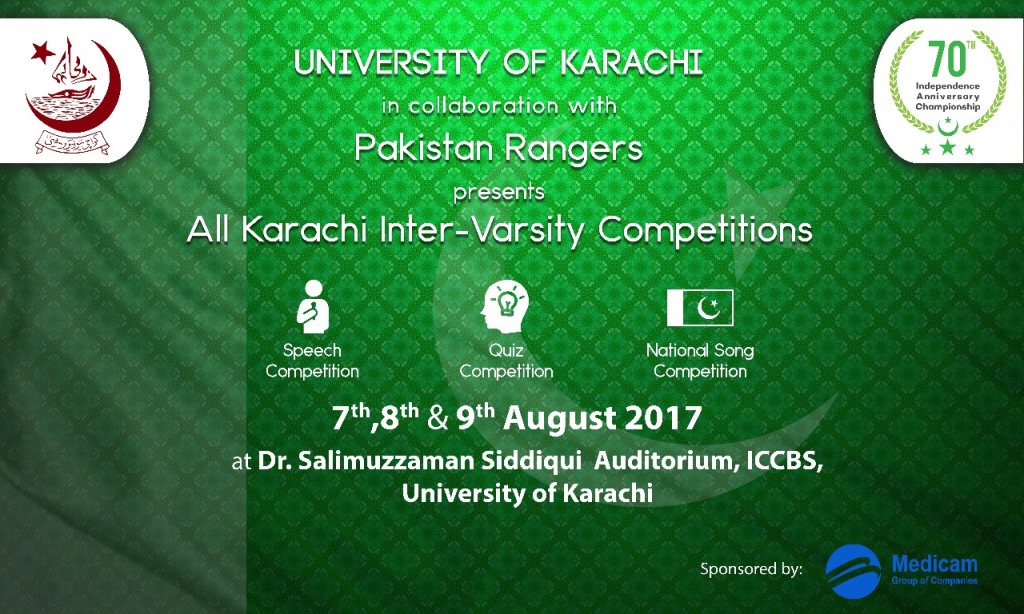 UNIVERSITY OF KARACHI
in collaboration with
Pakistan Rangers
presents
All Karachi Inter-Varsity Competitions
70TH
Independence
Anniversary
Championship
Speech
Competition
Quiz
Competition
National Song
Competition
7th,8th & 9th August 2017
at Dr. Salimuzzaman Siddiqui Auditorium, ICCBS,
University of Karachi
Sponsored by:
Medicam
Group of Companies